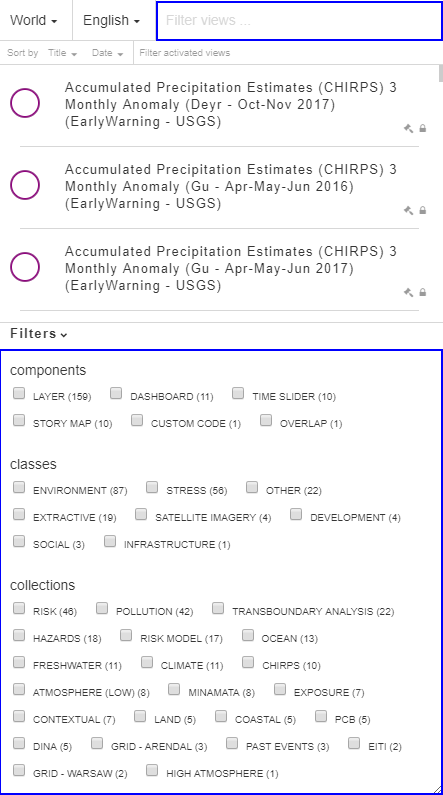 World English Filter views ...
Sort by Title Date Filter activated views
Accumulated Precipitation Estimates (CHIRPS) 3
Monthly Anomaly (Deyr - Oct-Nov 2017)
(EarlyWarning - USGS)
Accumulated Precipitation Estimates (CHIRPS) 3
Monthly Anomaly (Gu - Apr-May-Jun 2016)
(EarlyWarning - USGS)
Accumulated Precipitation Estimates (CHIRPS) 3
Monthly Anomaly (Gu - Apr-May-Jun 2017)
(EarlyWarning - USGS)
Filters
components
LAYER (159) DASHBOARD (11) TIME SLIDER (10)
STORY MAP (10) CUSTOM CODE (1) OVERLAP (1)
classes
ENVIRONMENT (87) STRESS (56) OTHER (22)
EXTRACTIVE (19) SATELLITE IMAGERY (4) DEVELOPMENT (4)
SOCIAL (3) INFRASTRUCTURE (1)
collections
RISK (46) POLLUTION (42) TRANSBOUNDARY ANALYSIS (22)
HAZARDS (18) RISK MODEL (17) OCEAN (13)
FRESHWATER (11) CLIMATE (11) CHIRPS (10)
ATMOSPHERE (LOW) (8) MINAMATA (8) EXPOSURE (7)
CONTEXTUAL (7) LAND (5) COASTAL (5) PCB (5)
DINA (5) GRID - ARENDAL (3) PAST EVENTS (3) EITI (2)
GRID - WARSAW (2) HIGH ATMOSPHERE (1)